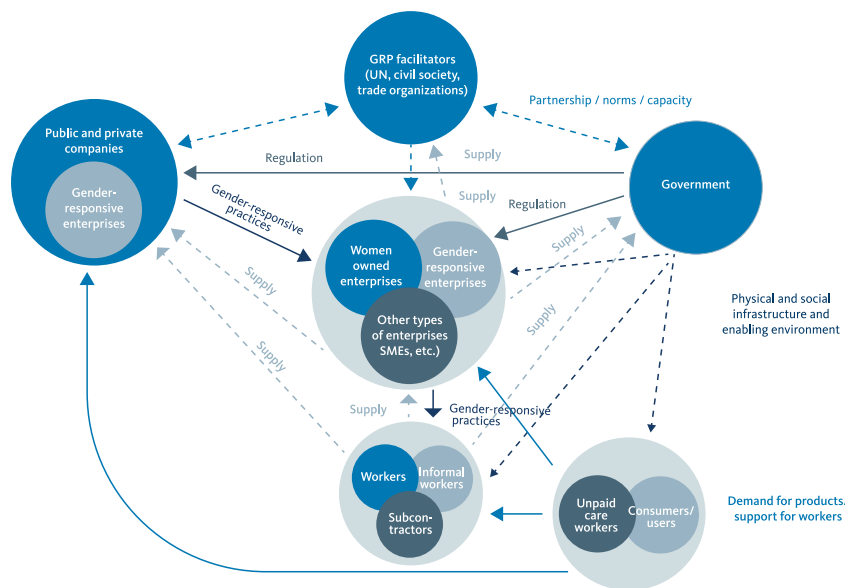 GRP facilitators
(UN, civil society,
trade organizations)
Partnership / norms / capacity
Public and private
companies
Gender-
responsive
enterprises
Regulation
Supply
Supply
Government
Gender-responsive
practices
Regulation
Women
owned
enterprises
Gender-
responsive
enterprises
Other types
of enterprises
SMEs, etc.)
Supply
Supply
Supply
Supply
Physical and social
infrastructure and
enabling environment
Supply
Gender-responsive
practices
Workers
Informal
workers
Subcon-
tractors
Unpaid
care
workers
Consumers/
users
Demand for products.
support for workers